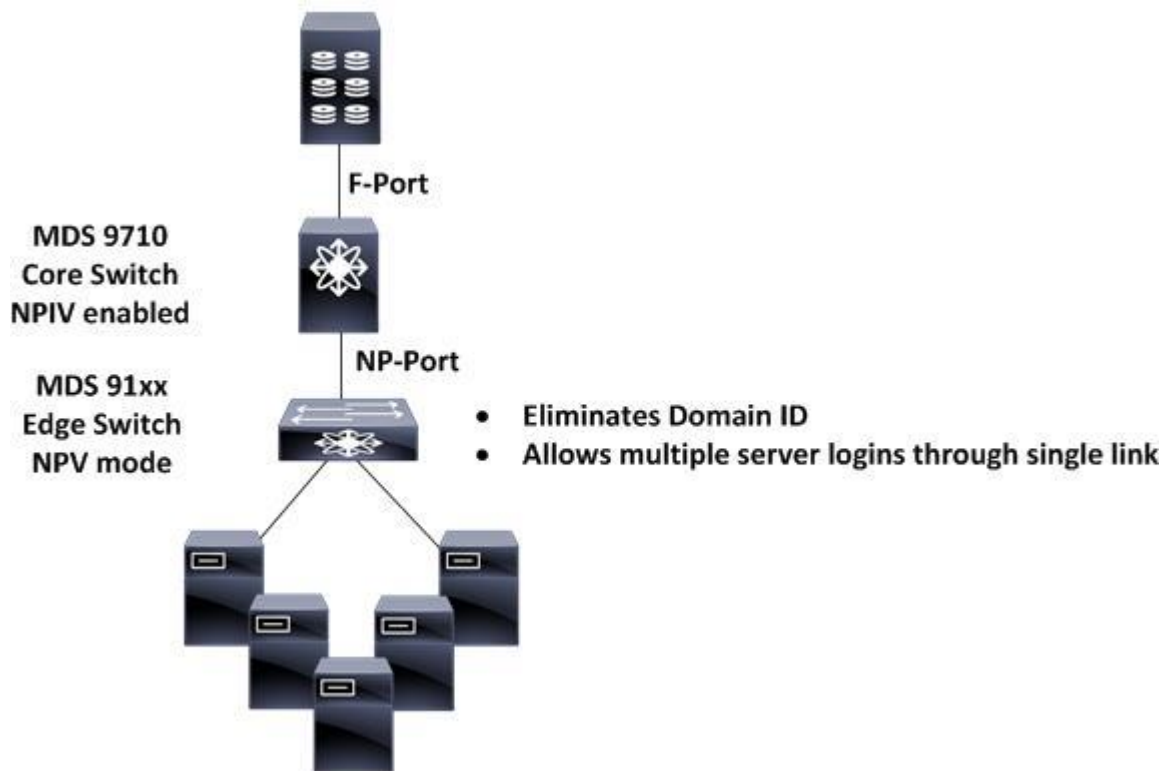 F-Port
MDS 9710
Core Switch
NPIV enabled
NP-Port
MDS 91xx
Edge Switch
NPV mode
• Eliminates Domain ID
• Allows multiple server logins through single link